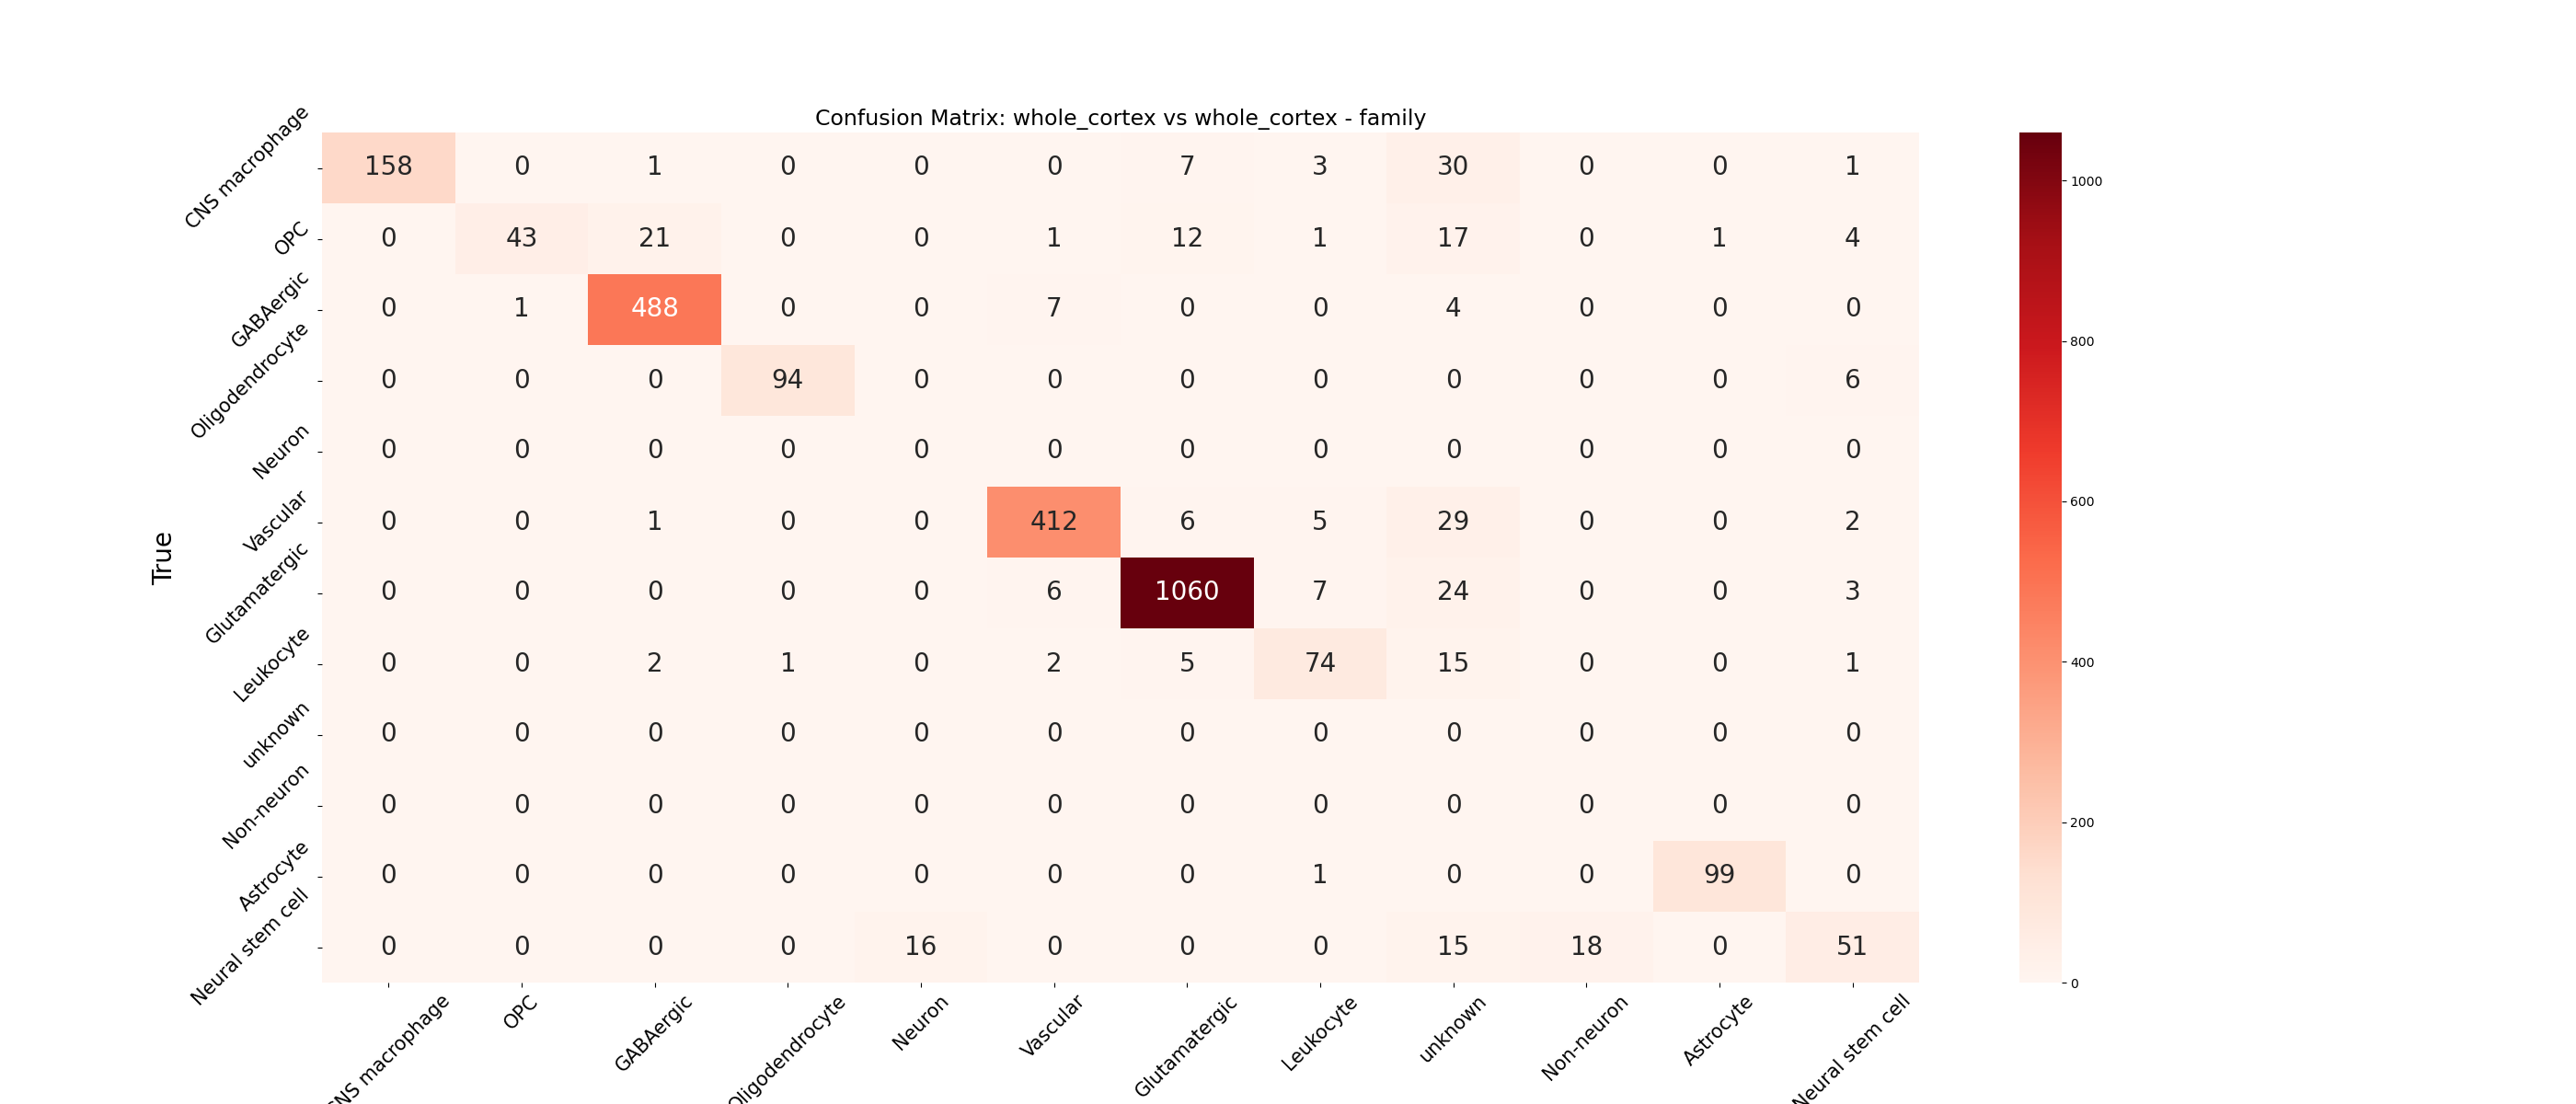 Confusion Matrix: whole_cortex vs whole_cortex - family
CNS macrophage 158 0 1 0 0 0 7 3 30 0 0 1
OPC 0 43 21 0 0 1 12 1 17 0 1 4
GABAergic 0 1 488 0 0 7 0 0 4 0 0 0
Oligodendrocyte 0 0 0 94 0 0 0 0 0 0 0 6
Neuron 0 0 0 0 0 0 0 0 0 0 0 0
Vascular 0 0 1 0 0 412 6 5 29 0 0 2
Glutamatergic 0 0 0 0 0 6 1060 7 24 0 0 3
Leukocyte 0 0 2 1 0 2 5 74 15 0 0 1
unknown 0 0 0 0 0 0 0 0 0 0 0 0
Non-neuron 0 0 0 0 0 0 0 0 0 0 0 0
Astrocyte 0 0 0 0 0 0 0 1 0 0 99 0
Neural stem cell 0 0 0 0 16 0 0 0 15 18 0 51
True
CNS macrophage
OPC
GABAergic
Oligodendrocyte
Neuron
Vascular
Glutamatergic
Leukocyte
unknown
Non-neuron
Astrocyte
Neural stem cell
1000
800
600
400
200
0